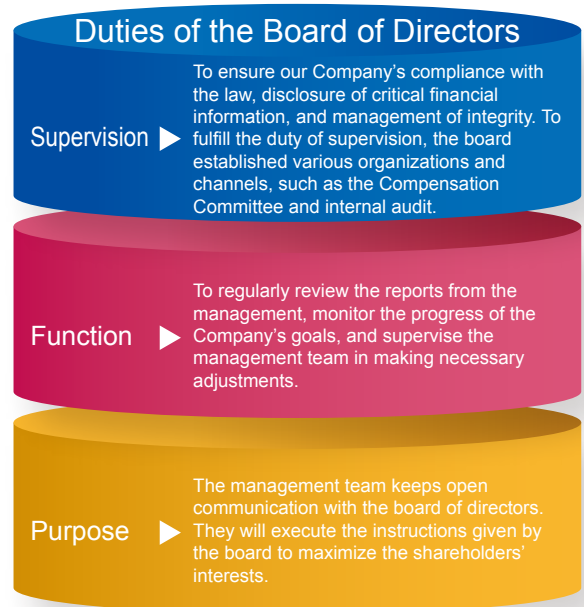 Duties of the Board of Directors
Supervision
To ensure our Company's compliance with
the law, disclosure of critical financial
information, and management of integrity. To
fulfill the duty of supervision, the board
established various organizations and
channels, such as the Compensation
Committee and internal audit.
Function
To regularly review the reports from the
management, monitor the progress of the
Company's goals, and supervise the
management team in making necessary
adjustments.
Purpose
The management team keeps open
communication with the board of directors.
They will execute the instructions given by
the board to maximize the shareholders'
interests.